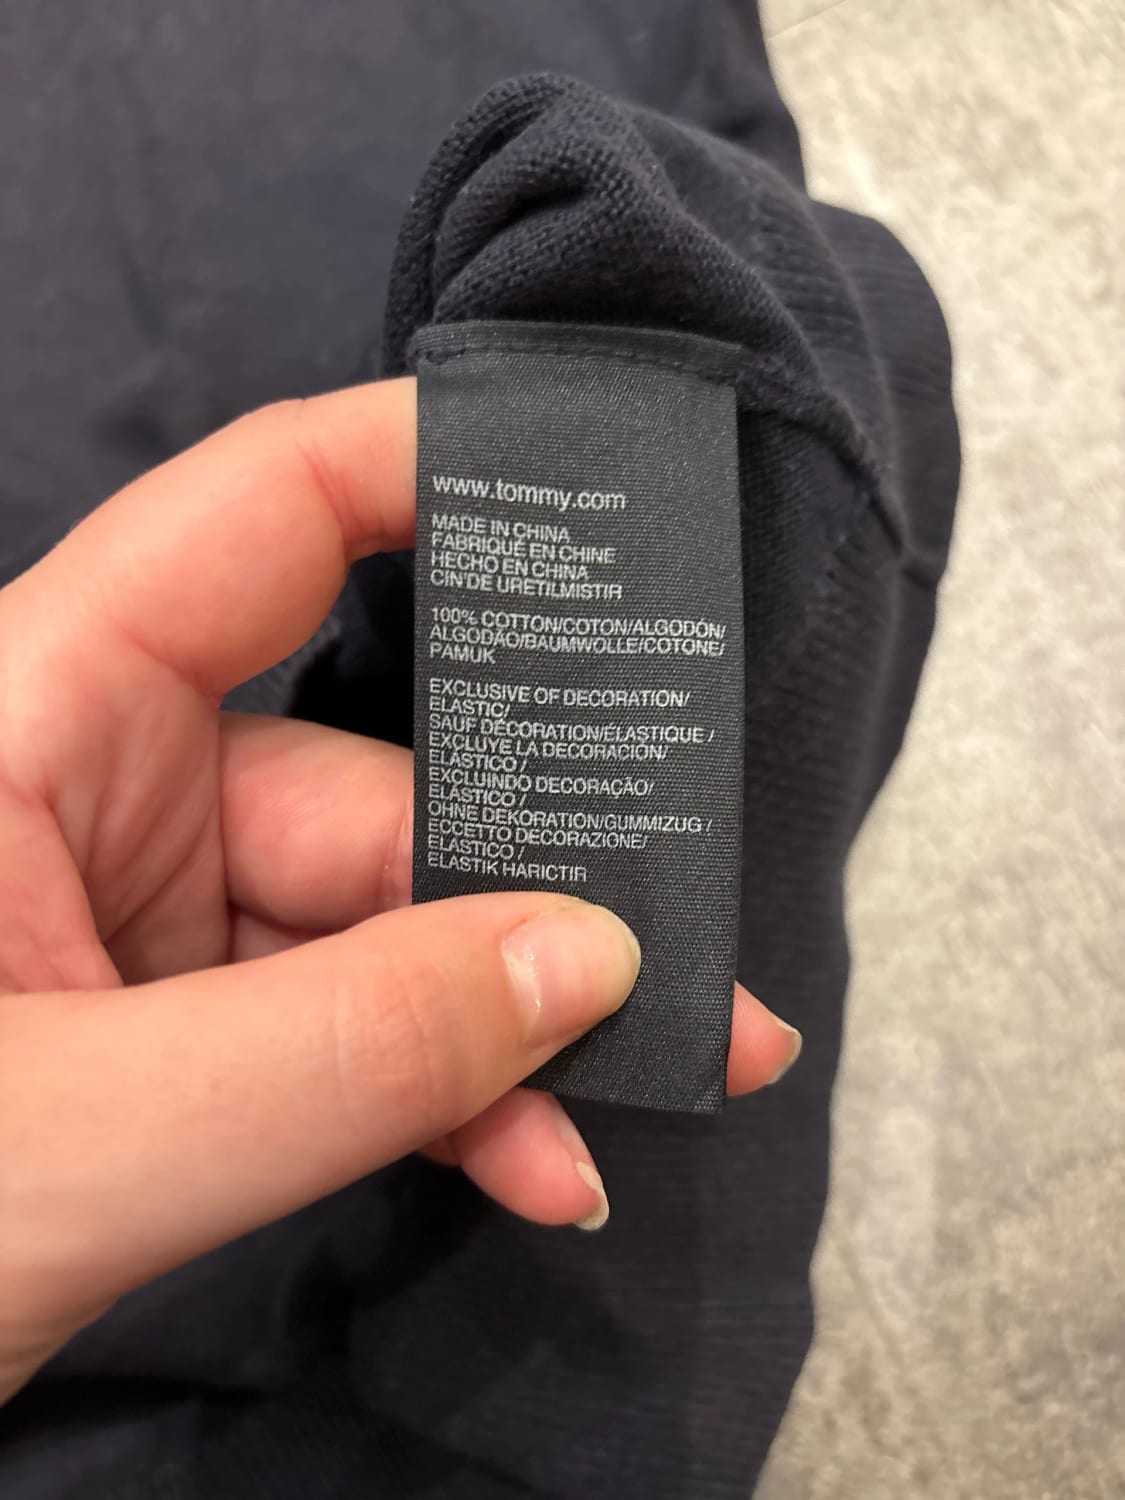 www.tommy.com
MADE IN CHINA
FABRIQUÉ EN CHINE
HECHO EN CHINA
CIN'DE URETILMISTIR
100% COTTON/COTON/ALGODÓN/
ALGODÃO/BAUMWOLLE/COTONE/
PAMUK
EXCLUSIVE OF DECORATION/
ELASTIC/
SAUF DÉCORATION/ÉLASTIQUE /
EXCLUYE LA DECORACIÓN/
ELÁSTICO /
EXCLUINDO DECORAÇÃO/
ELÁSTICO /
OHNE DEKORATION/GUMMIZUG /
ECCETTO DECORAZIONE/
ELASTICO /
ELASTIK HARICTIR